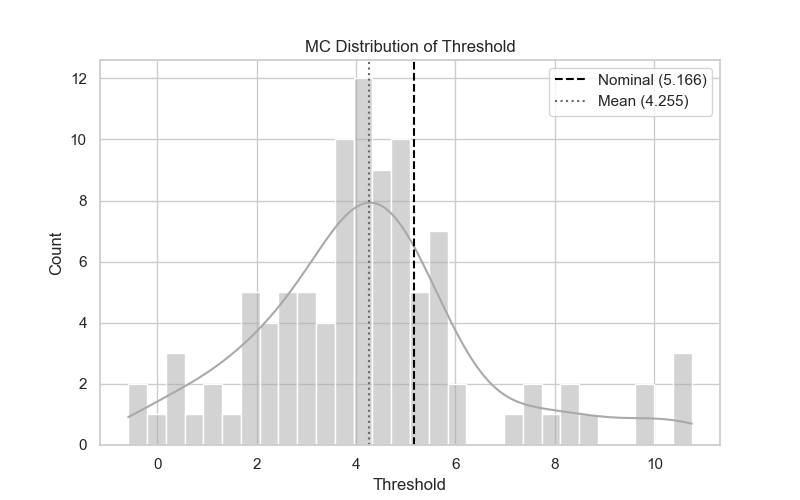 MC Distribution of Threshold
Nominal (5.166)
Mean (4.255)
Count
12
10
8
6
4
2
0
0
2
4
6
8
10
Threshold